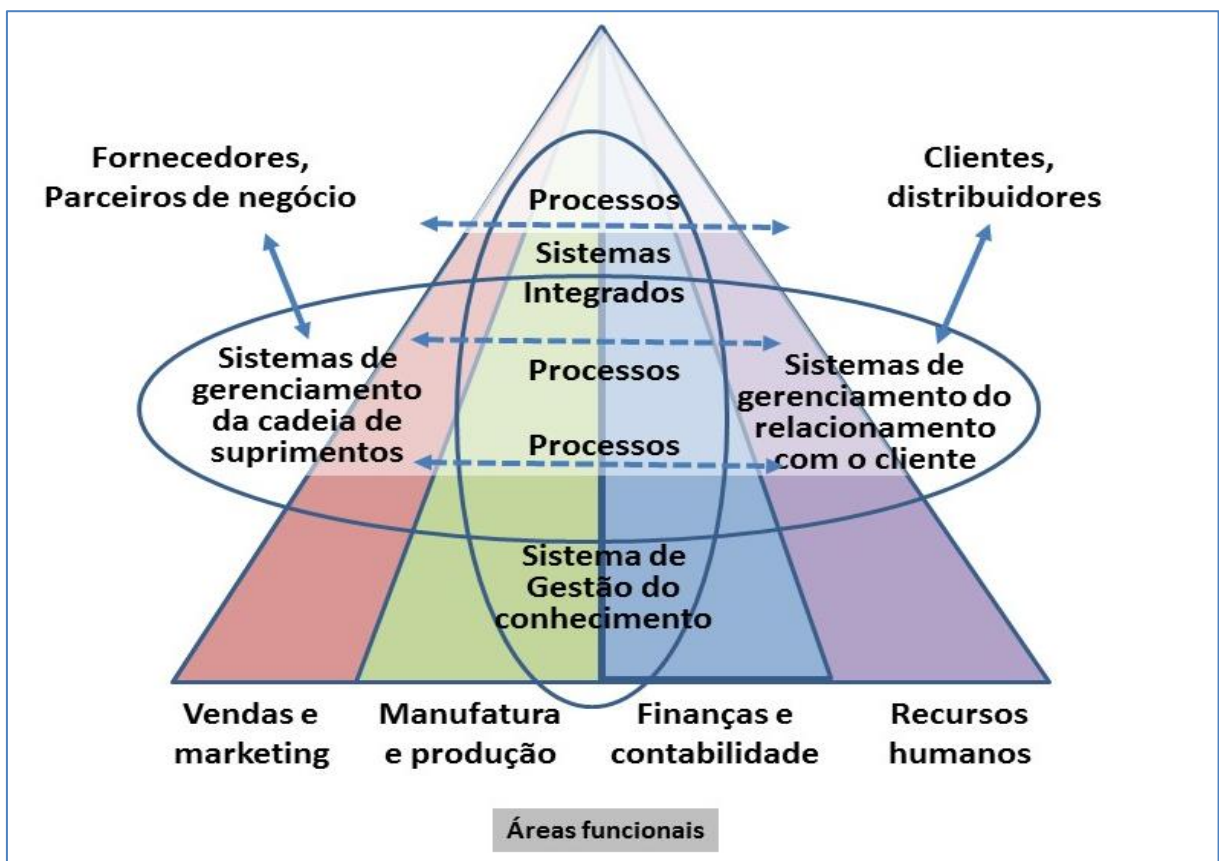 Fornecedores,
Parceiros de negócio
Clientes,
distribuidores
Processos
Sistemas
Integrados
Sistemas de
gerenciamento
da cadeia de
suprimentos
Processos
Processos
Sistemas de
gerenciamento do
relacionamento
com o cliente
Sistema de
Gestão do
conhecimento
Vendas e
marketing
Manufatura
e produção
Finanças e
contabilidade
Recursos
humanos
Áreas funcionais